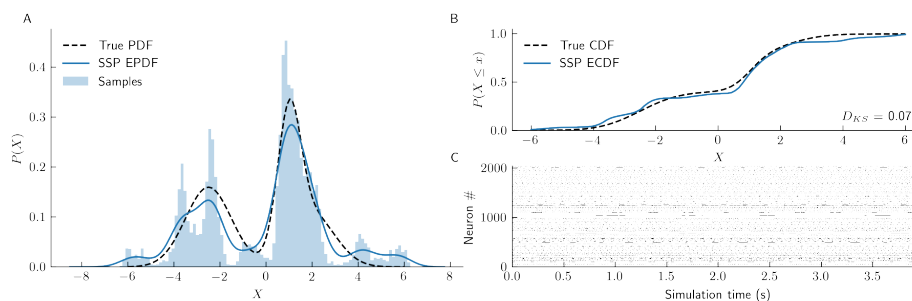 A
True PDF
SSP EPDF
Samples
P(X)
0.4
0.3
0.2
0.1
0.0
−8 −6 −4 −2 0 2 4 6 8
X
B
True CDF
SSP ECDF
P(X ≤ x)
1.0
0.5
0.0
D_KS = 0.07
−6 −4 −2 0 2 4 6
X
C
Neuron #
2000
1000
0
0.0 0.5 1.0 1.5 2.0 2.5 3.0 3.5
Simulation time (s)